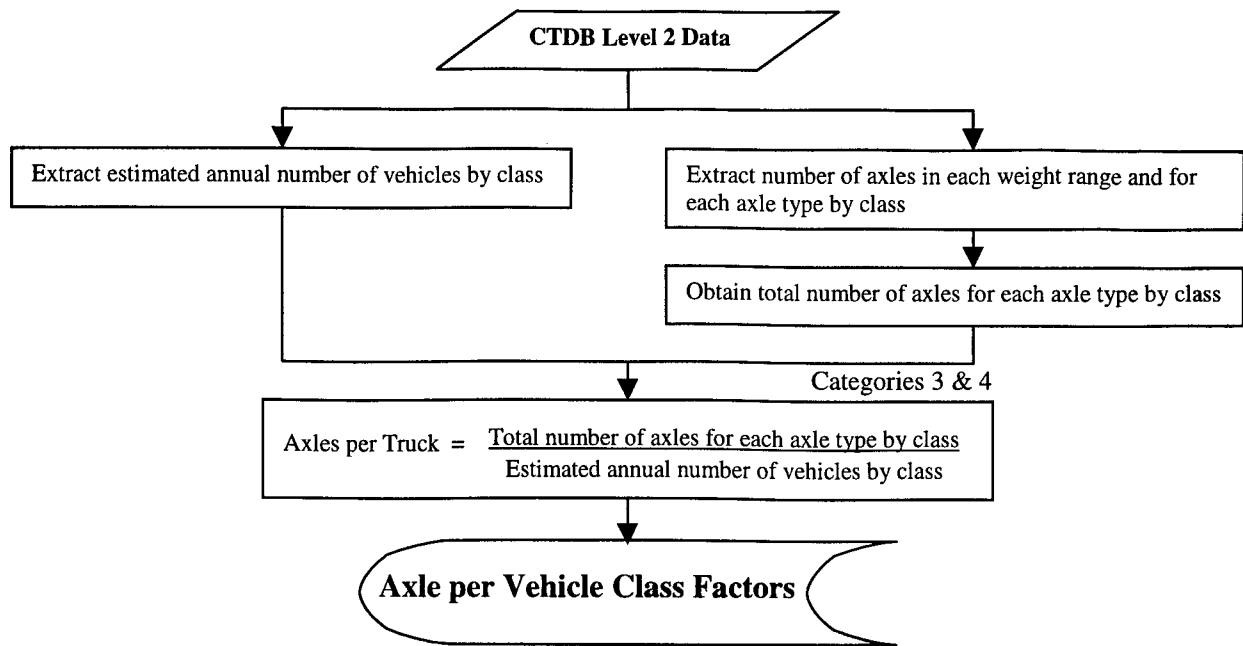 CTDB Level 2 Data
Extract estimated annual number of vehicles by class
Extract number of axles in each weight range and for
each axle type by class
Obtain total number of axles for each axle type by class
Categories 3 & 4
Axles per Truck = Total number of axles for each axle type by class
Estimated annual number of vehicles by class
Axle per Vehicle Class Factors